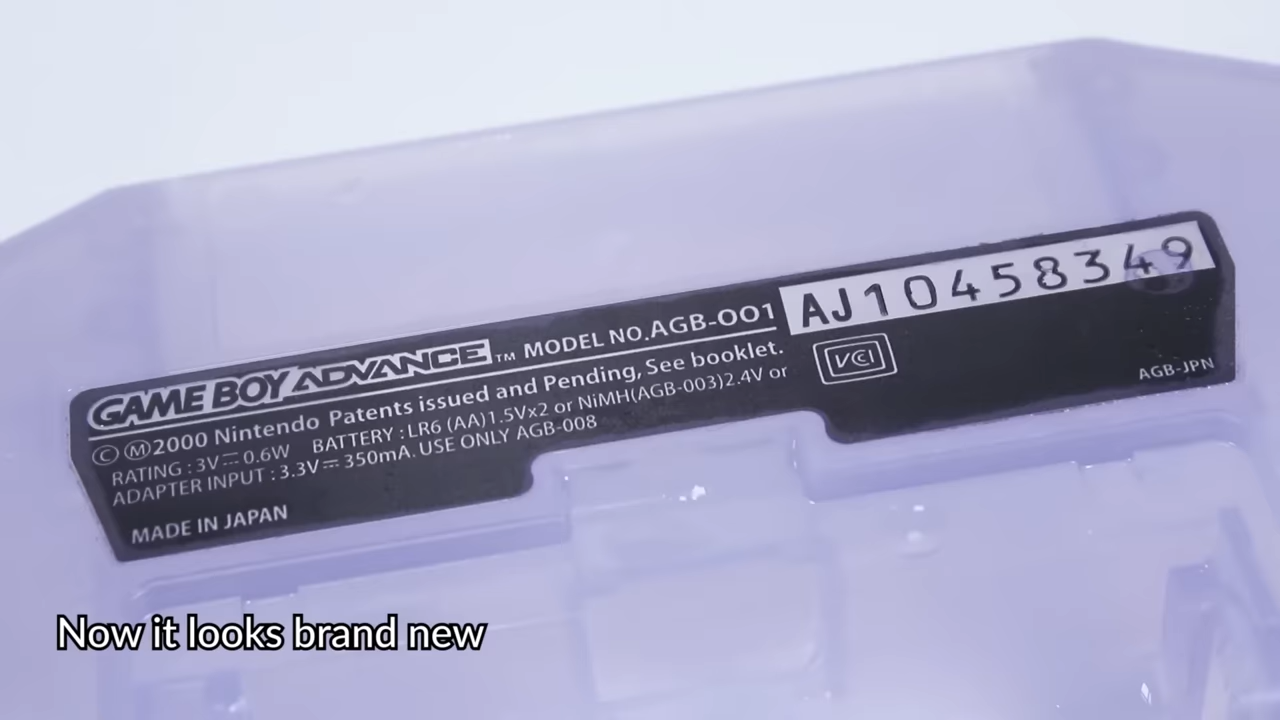 GAME BOY ADVANCE™ MODEL NO.AGB-001 AJ10458349
©Ⓜ2000 Nintendo Patents issued and Pending, See booklet. VCI
RATING : 3V⎓0.6W BATTERY : LR6 (AA)1.5Vx2 or NiMH(AGB-003)2.4V or
ADAPTER INPUT : 3.3V⎓350mA. USE ONLY AGB-008
AGB-JPN
MADE IN JAPAN
Now it looks brand new